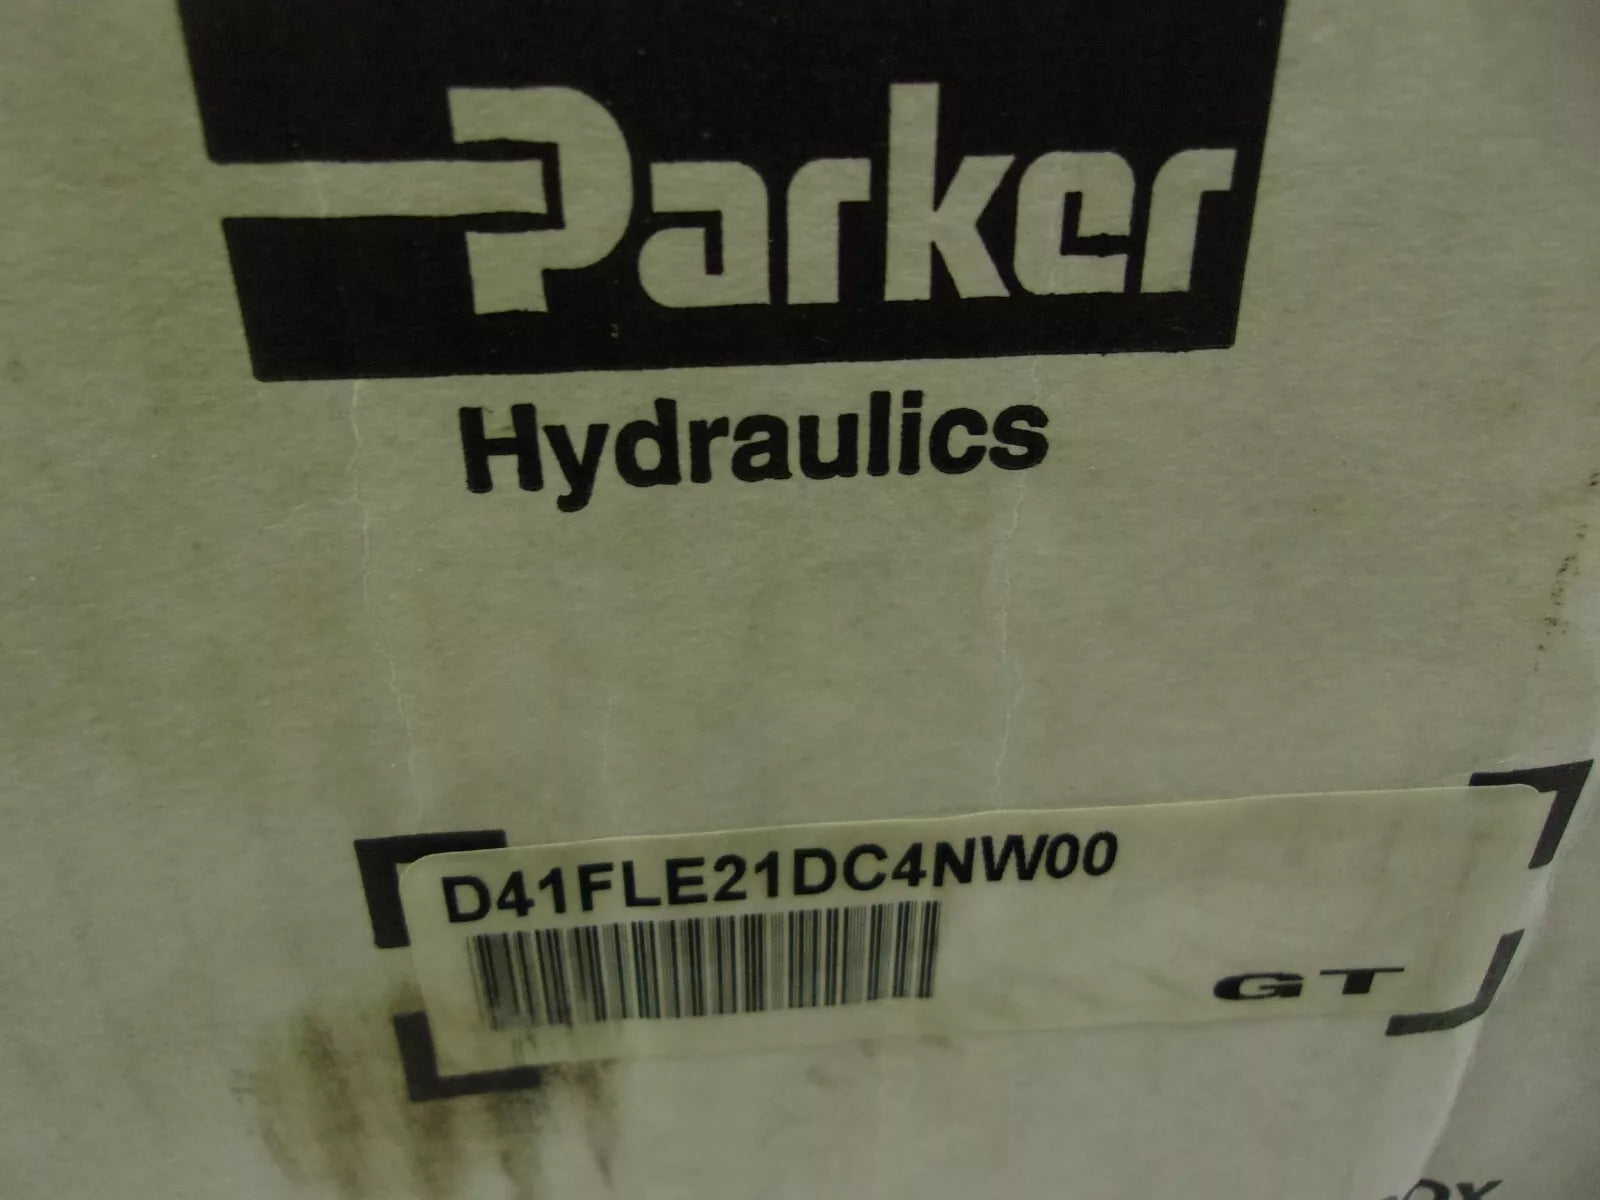 Parker
Hydraulics
D41FLE21DC4NW00
GT